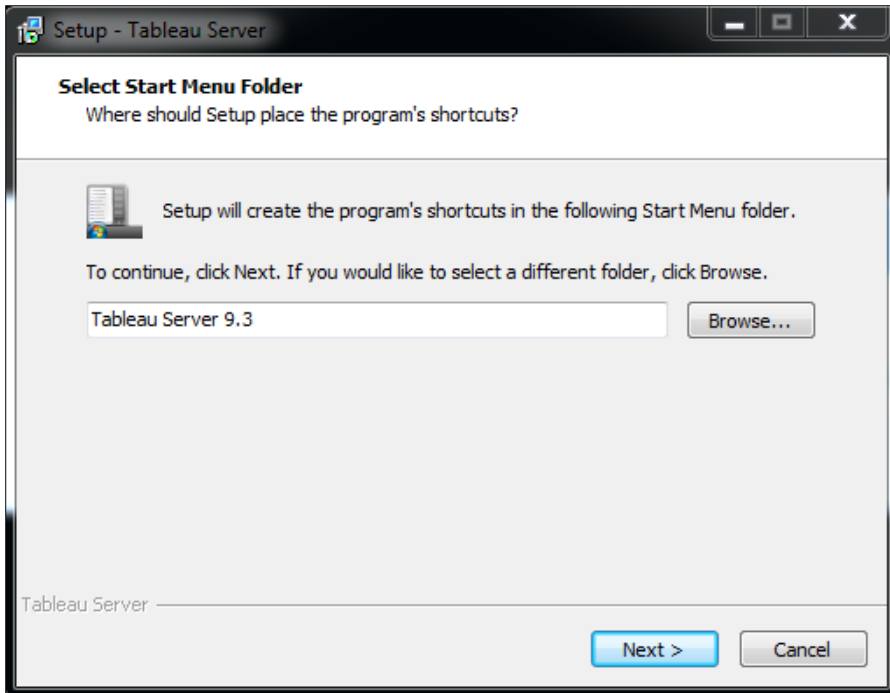 Setup - Tableau Server
Select Start Menu Folder
Where should Setup place the program's shortcuts?
Setup will create the program's shortcuts in the following Start Menu folder.
To continue, click Next. If you would like to select a different folder, click Browse.
Tableau Server 9.3
Browse...
Tableau Server
Next >
Cancel